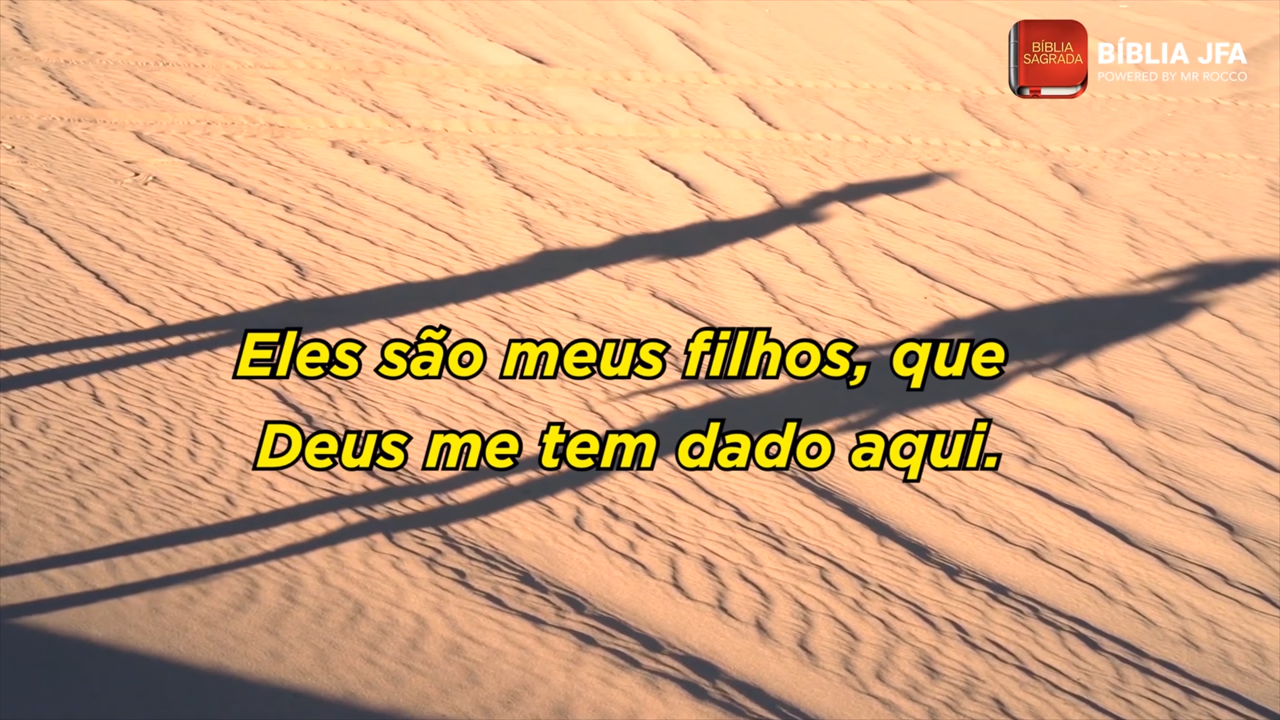 BÍBLIA
SAGRADA
BÍBLIA JFA
POWERED BY MR ROCCO
Eles são meus filhos, que
Deus me tem dado aqui.